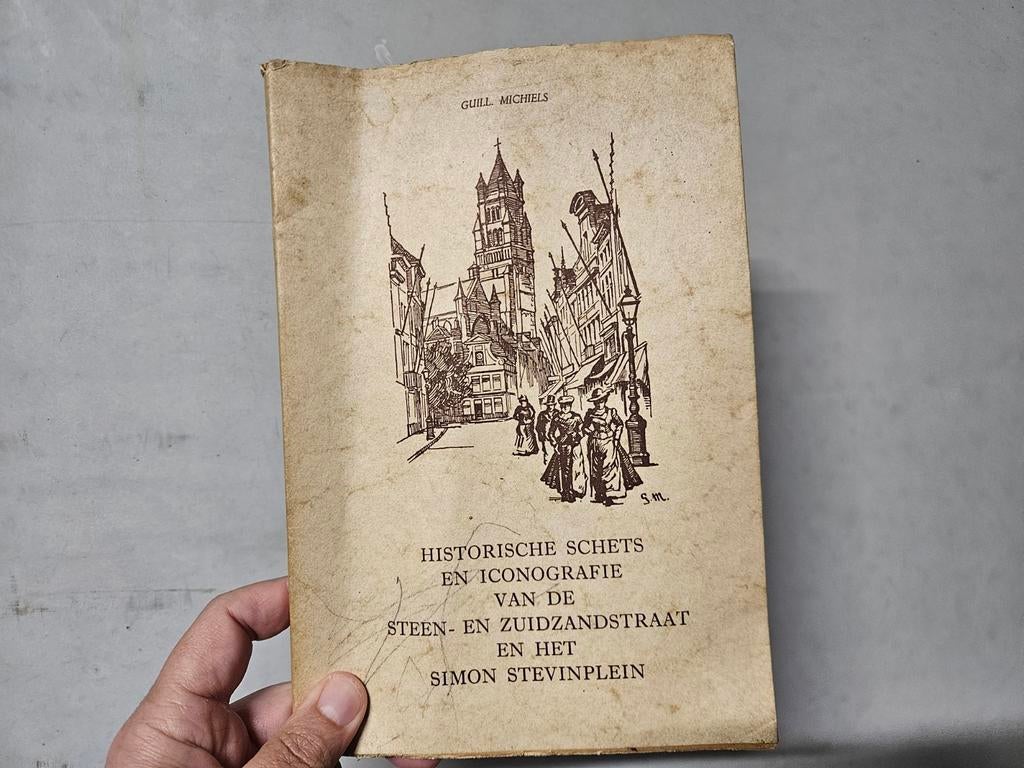 GUILL. MICHIELS
G.M.
HISTORISCHE SCHETS
EN ICONOGRAFIE
VAN DE
STEEN- EN ZUIDZANDSTRAAT
EN HET
SIMON STEVINPLEIN